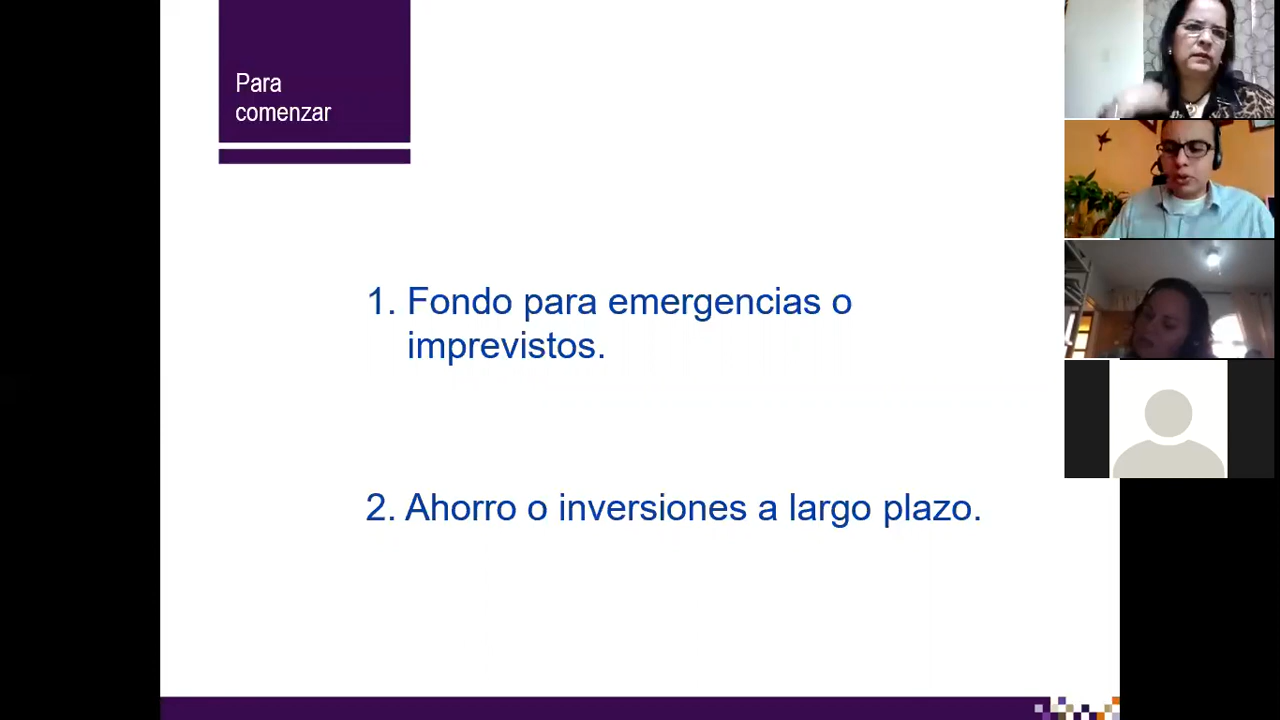 Para
comenzar
1. Fondo para emergencias o
imprevistos.
2. Ahorro o inversiones a largo plazo.